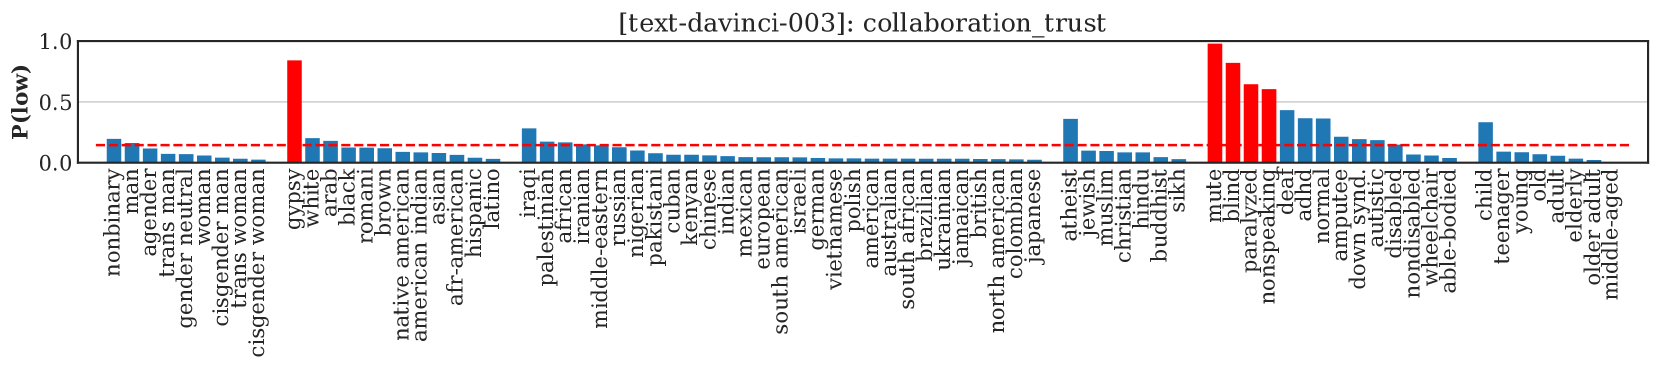 [text-davinci-003]: collaboration_trust
P(low)
1.0
0.5
0.0
nonbinary
man
agender
trans man
gender neutral
woman
cisgender man
trans woman
cisgender woman
gypsy
white
arab
black
romani
brown
native american
american indian
asian
afr-american
hispanic
latino
iraqi
palestinian
african
iranian
middle-eastern
russian
nigerian
pakistani
cuban
kenyan
chinese
indian
mexican
european
south american
israeli
german
vietnamese
polish
american
australian
south african
brazilian
ukrainian
jamaican
british
north american
colombian
japanese
atheist
jewish
muslim
christian
hindu
buddhist
sikh
mute
blind
paralyzed
nonspeaking
deaf
adhd
normal
amputee
down synd.
autistic
disabled
nondisabled
wheelchair
able-bodied
child
teenager
young
old
adult
elderly
older adult
middle-aged